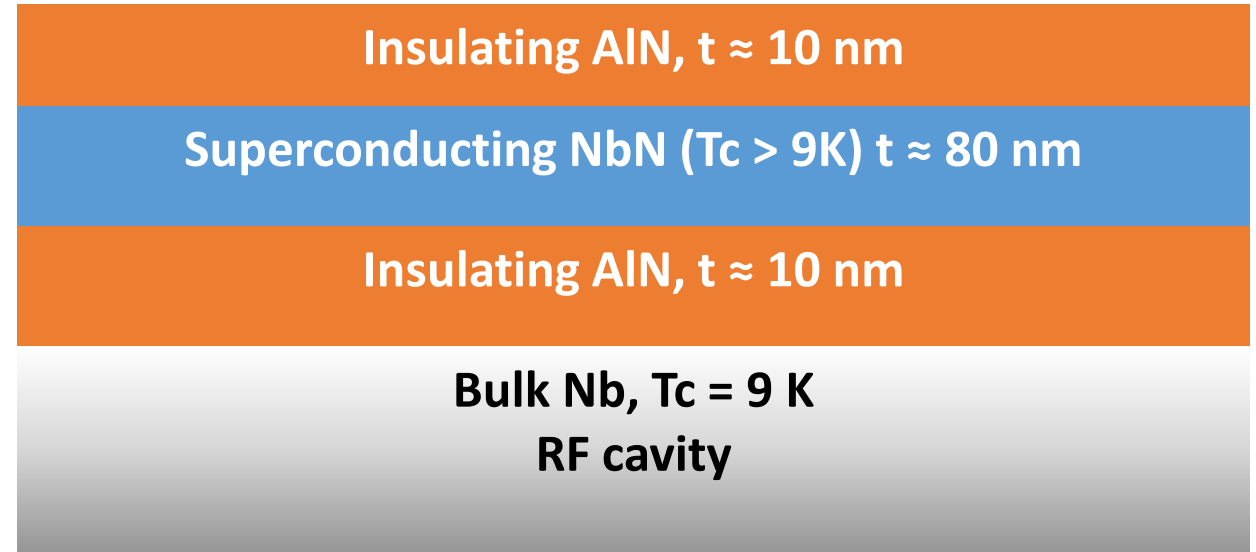 Insulating AlN, t ≈ 10 nm
Superconducting NbN (Tc > 9K) t ≈ 80 nm
Insulating AlN, t ≈ 10 nm
Bulk Nb, Tc = 9 K
RF cavity